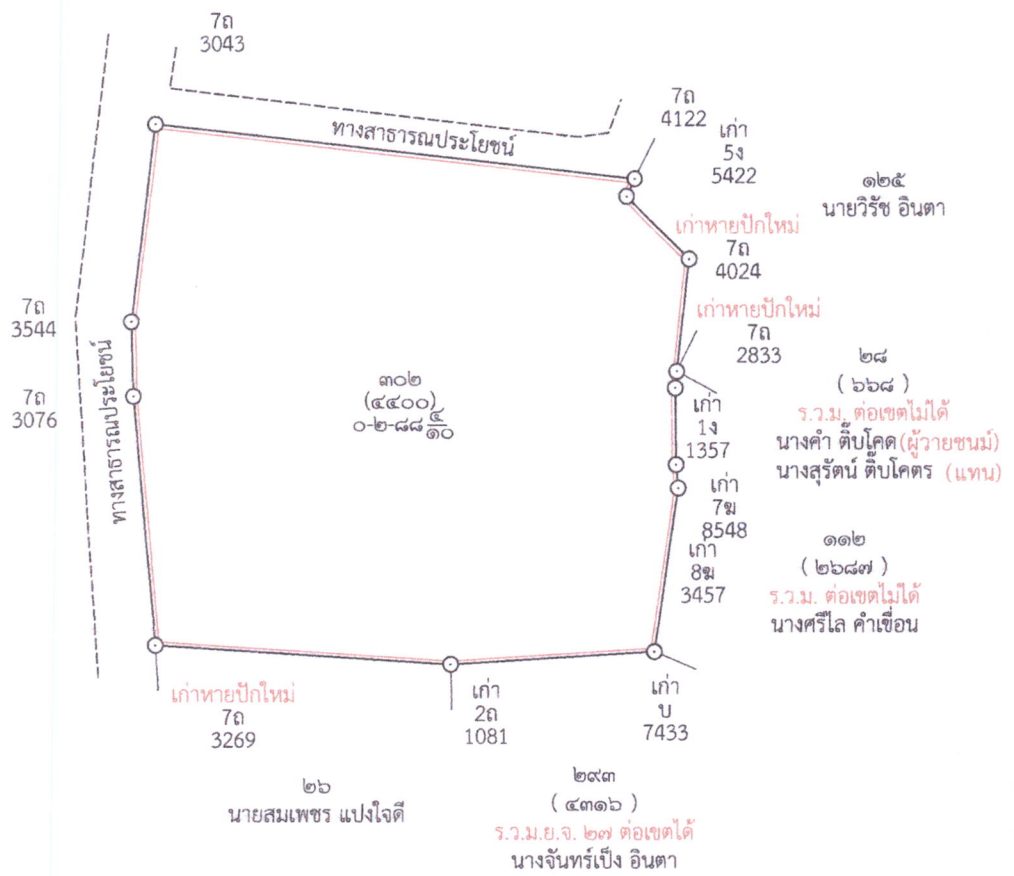 7ถ
3043
ทางสาธารณประโยชน์
7ถ
4122
เก่า
5ง
5422
๑๒๕
นายวิรัช อินตา
เก่าหายปักใหม่
7ถ
4024
เก่าหายปักใหม่
7ถ
2833
7ถ
3544
7ถ
3076
ทางสาธารณประโยชน์
๓๐๒
(๔๔๐๐)
๐-๒-๘๘ ๔/๑๐
๒๘
( ๖๖๘ )
ร.ว.ม. ต่อเขตไม่ได้
นางคำ ติ๊บโคด(ผู้วายชนม์)
นางสุรัตน์ ติ๊บโคตร (แทน)
เก่า
1ง
1357
เก่า
7ฆ
8548
เก่า
8ฆ
3457
๑๑๒
( ๒๖๘๗ )
ร.ว.ม. ต่อเขตไม่ได้
นางศรีไล คำเขื่อน
เก่าหายปักใหม่
7ถ
3269
เก่า
2ถ
1081
เก่า
บ
7433
๒๖
นายสมเพชร แปงใจดี
๒๙๓
( ๔๓๑๖ )
ร.ว.ม.ย.จ. ๒๗ ต่อเขตได้
นางจันทร์เป็ง อินตา